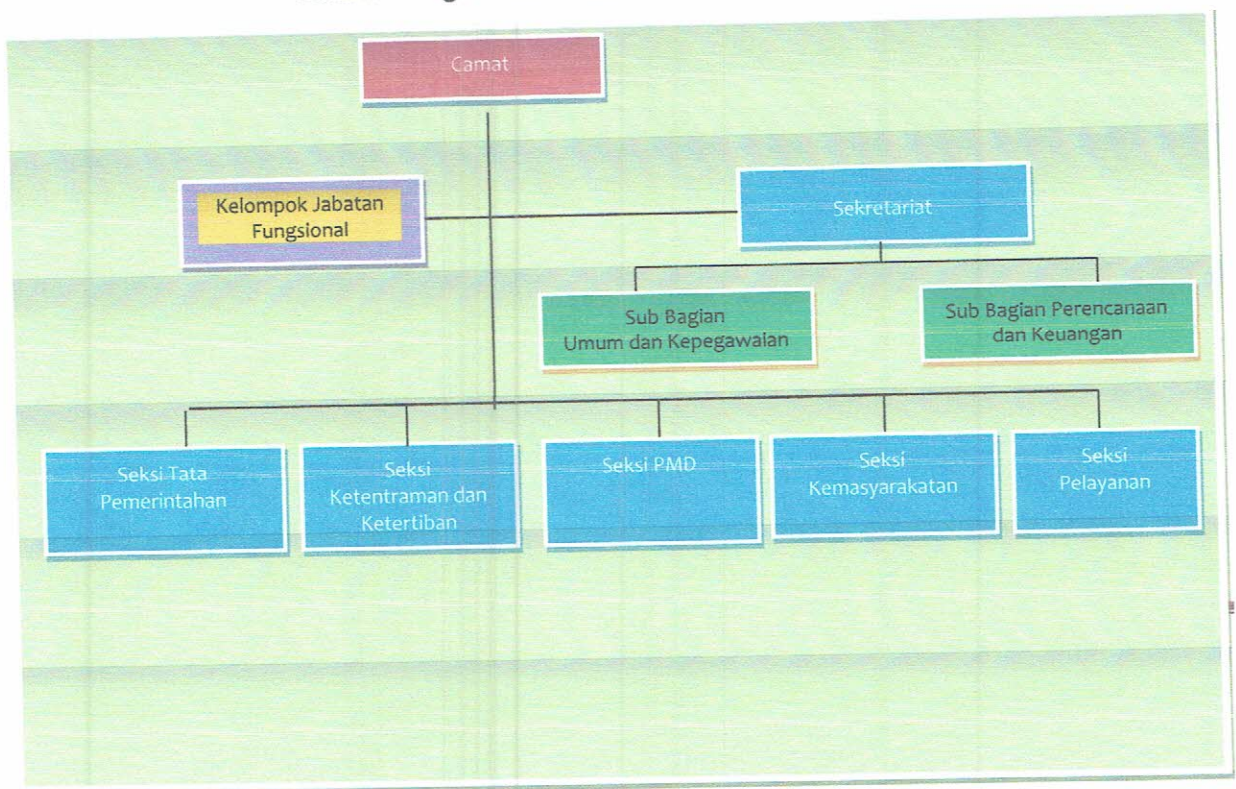 Camat
Kelompok Jabatan
Fungsional
Sekretariat
Sub Bagian
Umum dan Kepegawaian
Sub Bagian Perencanaan
dan Keuangan
Seksi Tata
Pemerintahan
Seksi
Ketentraman dan
Ketertiban
Seksi PMD
Seksi
Kemasyarakatan
Seksi
Pelayanan